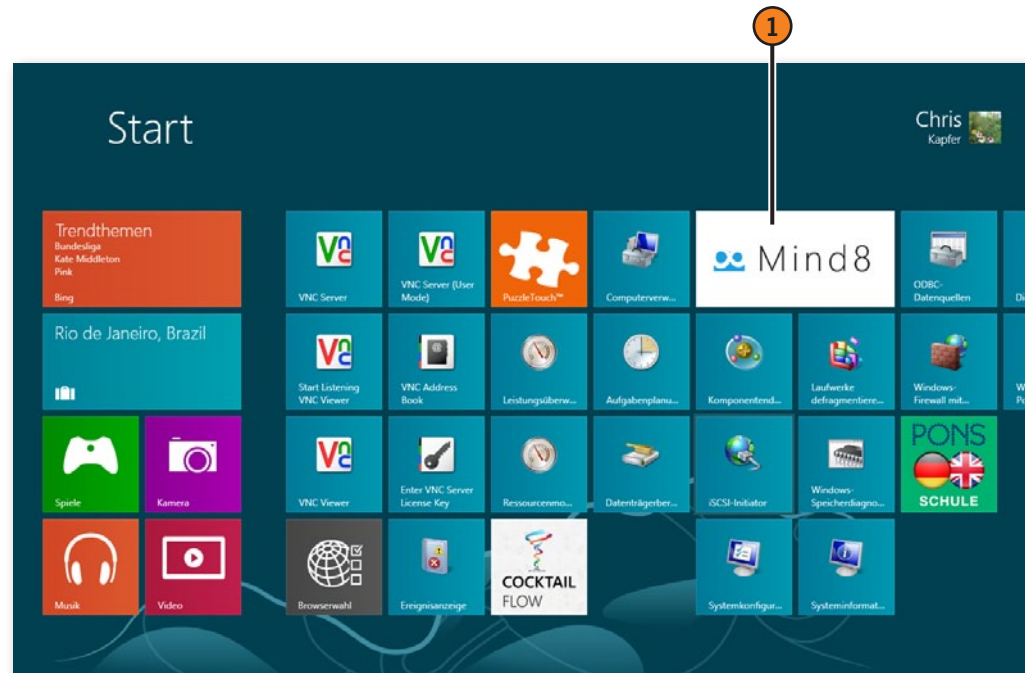 1
Start
Chris
Kapfer
Trendthemen
Bundesliga
Kate Middleton
Pink
Bing
VNC Server
VNC Server (User
Mode)
PuzzleTouch™
Computerverw...
Mind8
ODBC-
Datenquellen
Rio de Janeiro, Brazil
Start Listening
VNC Viewer
VNC Address
Book
Leistungsüberw...
Aufgabenplanu...
Komponentend...
Laufwerke
defragmentiere...
Windows-
Firewall mit...
Spiele
Kamera
VNC Viewer
Enter VNC Server
License Key
Ressourcenmo...
Datenträgerber...
iSCSI-Initiator
Windows-
Speicherdiagno...
PONS
SCHULE
Musik
Video
Browserwahl
Ereignisanzeige
COCKTAIL
FLOW
Systemkonfigur...
Systeminformat...